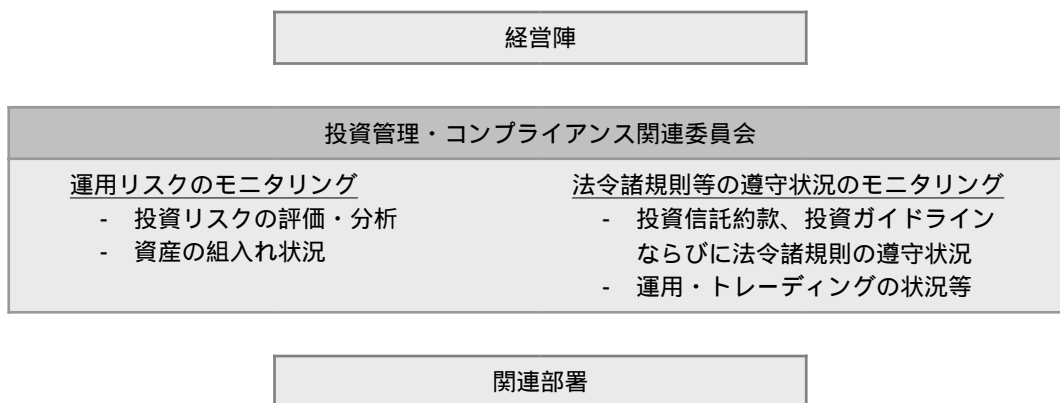 経営陣
投資管理・コンプライアンス関連委員会
運用リスクのモニタリング
- 投資リスクの評価・分析
- 資産の組入れ状況
法令諸規則等の遵守状況のモニタリング
- 投資信託約款、投資ガイドライン
ならびに法令諸規則の遵守状況
- 運用・トレーディングの状況等
関連部署